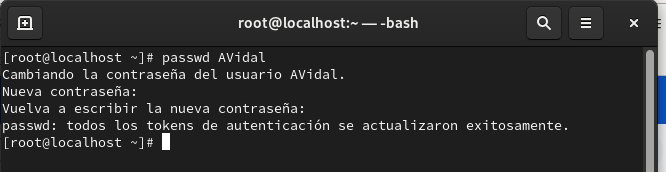 root@localhost:~ — -bash
[root@localhost ~]# passwd AVidal
Cambiando la contraseña del usuario AVidal.
Nueva contraseña:
Vuelva a escribir la nueva contraseña:
passwd: todos los tokens de autenticación se actualizaron exitosamente.
[root@localhost ~]#